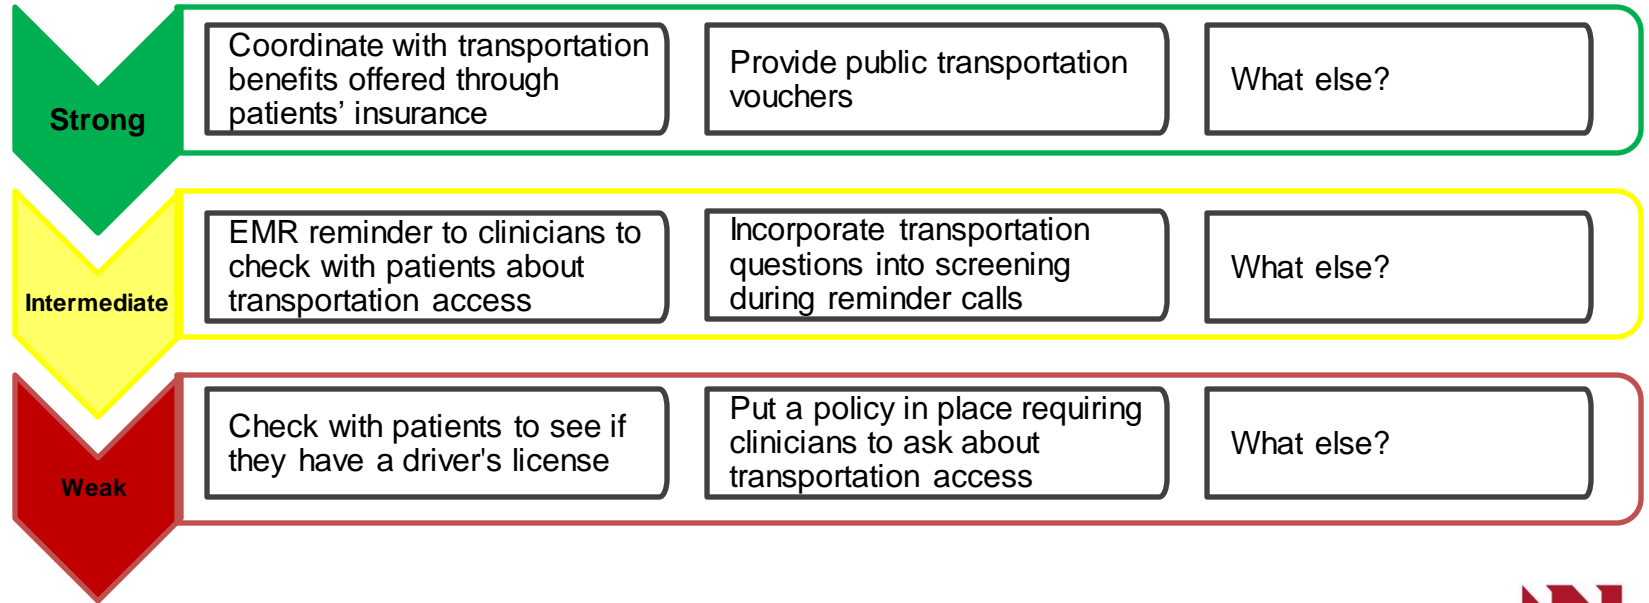 Strong
Coordinate with transportation
benefits offered through
patients’ insurance
Provide public transportation
vouchers
What else?
Intermediate
EMR reminder to clinicians to
check with patients about
transportation access
Incorporate transportation
questions into screening
during reminder calls
What else?
Weak
Check with patients to see if
they have a driver's license
Put a policy in place requiring
clinicians to ask about
transportation access
What else?